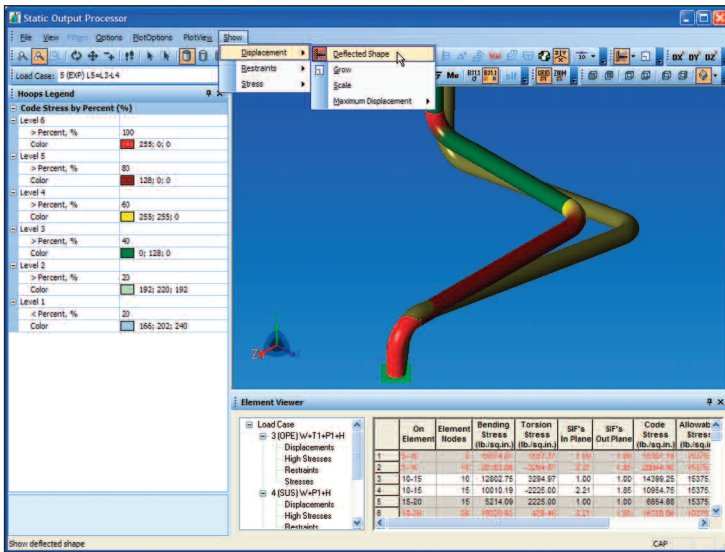 Static Output Processor
File View Filters Options PlotOptions PlotView Show
Load Case: 5 (EXP) L5=L3-L4
Displacement
Restraints
Stress
Deflected Shape
Grow
Scale
Maximum Displacement
DX DY DZ
Hoops Legend
Code Stress by Percent (%)
Level 6
> Percent, % 100
Color 255; 0; 0
Level 5
> Percent, % 80
Color 128; 0; 0
Level 4
> Percent, % 60
Color 255; 255; 0
Level 3
> Percent, % 40
Color 0; 128; 0
Level 2
> Percent, % 20
Color 192; 220; 192
Level 1
< Percent, % 20
Color 166; 202; 240
Y
Z
Element Viewer
Load Case
3 (OPE) W+T1+P1+H
Displacements
High Stresses
Restraints
Stresses
4 (SUS) W+P1+H
Displacements
High Stresses
Restraints
On Element Element Nodes Bending Stress (lb./sq.in.) Torsion Stress (lb./sq.in.) SIF's In Plane SIF's Out Plane Code Stress (lb./sq.in.) Allowab Stress (lb./sq.i
1
2
3 10-15 10 12802.75 3294.97 1.00 1.00 14399.25 15375.
4 10-15 15 10010.19 -2225.00 2.21 1.85 10954.75 15375.
5 15-20 15 5214.09 2225.00 1.00 1.00 6854.88 15375.
6
Show deflected shape
CAP